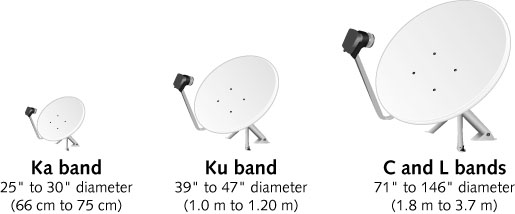 Ka band
25" to 30" diameter
(66 cm to 75 cm)
Ku band
39" to 47" diameter
(1.0 m to 1.20 m)
C and L bands
71" to 146" diameter
(1.8 m to 3.7 m)